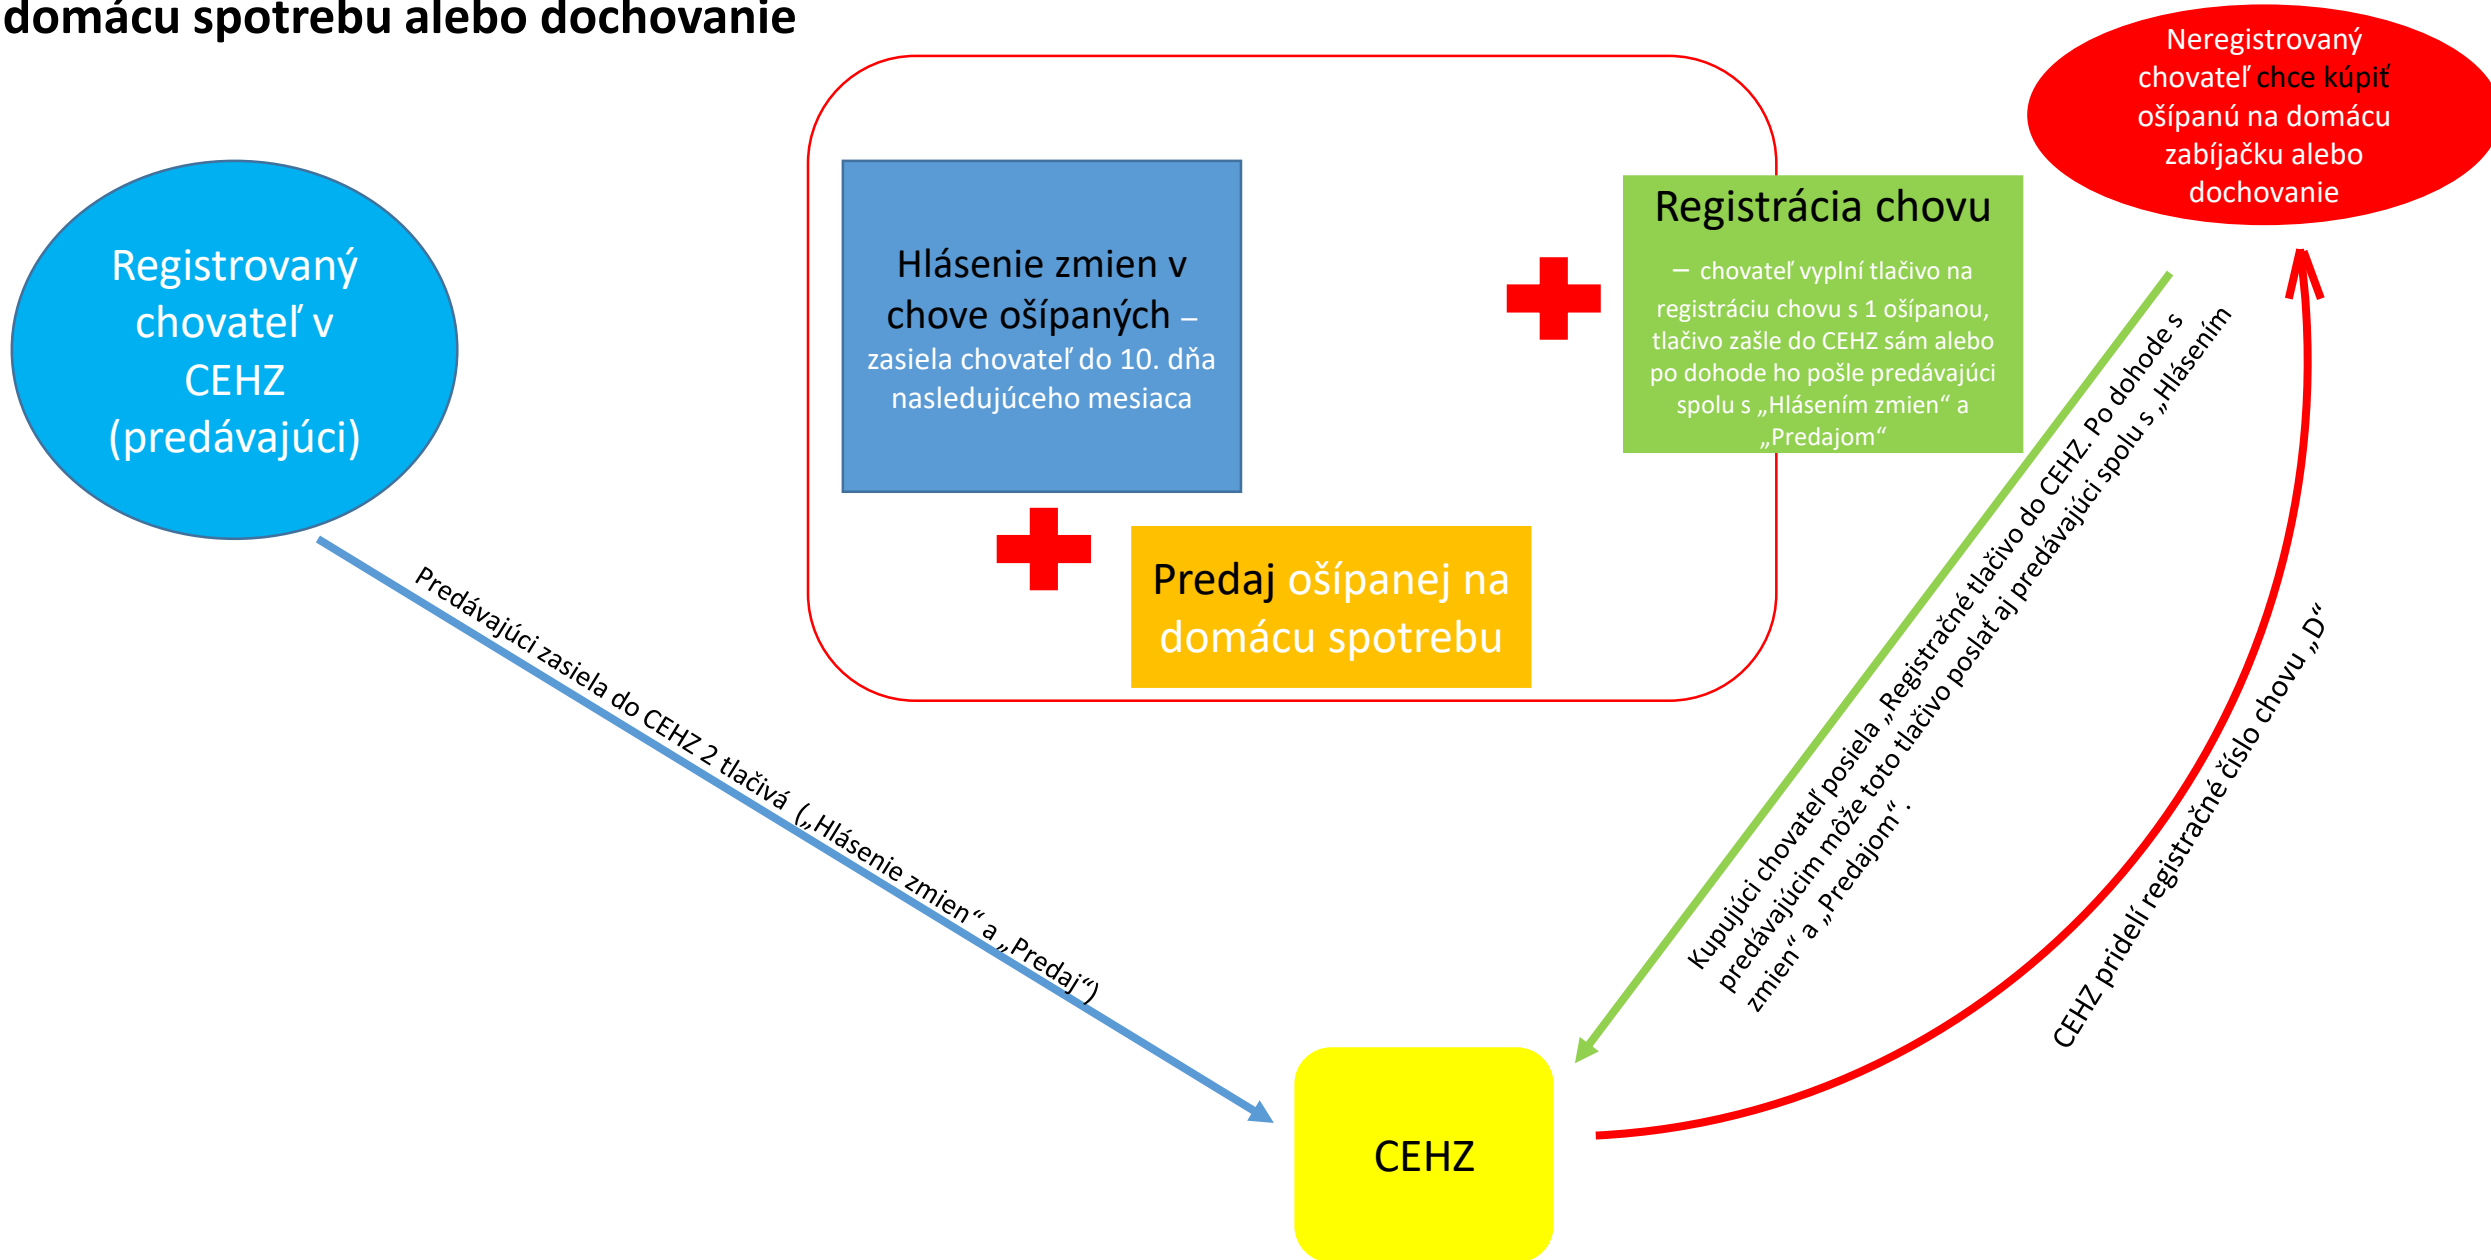 domácu spotrebu alebo dochovanie
Neregistrovaný
chovateľ chce kúpiť
ošípanú na domácu
zabíjačku alebo
dochovanie
Registrovaný
chovateľ v
CEHZ
(predávajúci)
Hlásenie zmien v
chove ošípaných –
zasiela chovateľ do 10. dňa
nasledujúceho mesiaca
Registrácia chovu
– chovateľ vyplní tlačivo na
registráciu chovu s 1 ošípanou,
tlačivo zašle do CEHZ sám alebo
po dohode ho pošle predávajúci
spolu s „Hlásením zmien“ a
„Predajom“
Predaj ošípanej na
domácu spotrebu
Predávajúci zasiela do CEHZ 2 tlačivá („Hlásenie zmien“ a „Predaj“)
Kupujúci chovateľ posiela „Registračné tlačivo do CEHZ. Po dohode s
predávajúcim môže toto tlačivo poslať aj predávajúci spolu s „Hlásením
zmien“ a „Predajom“.
CEHZ pridelí registračné číslo chovu „D“
CEHZ